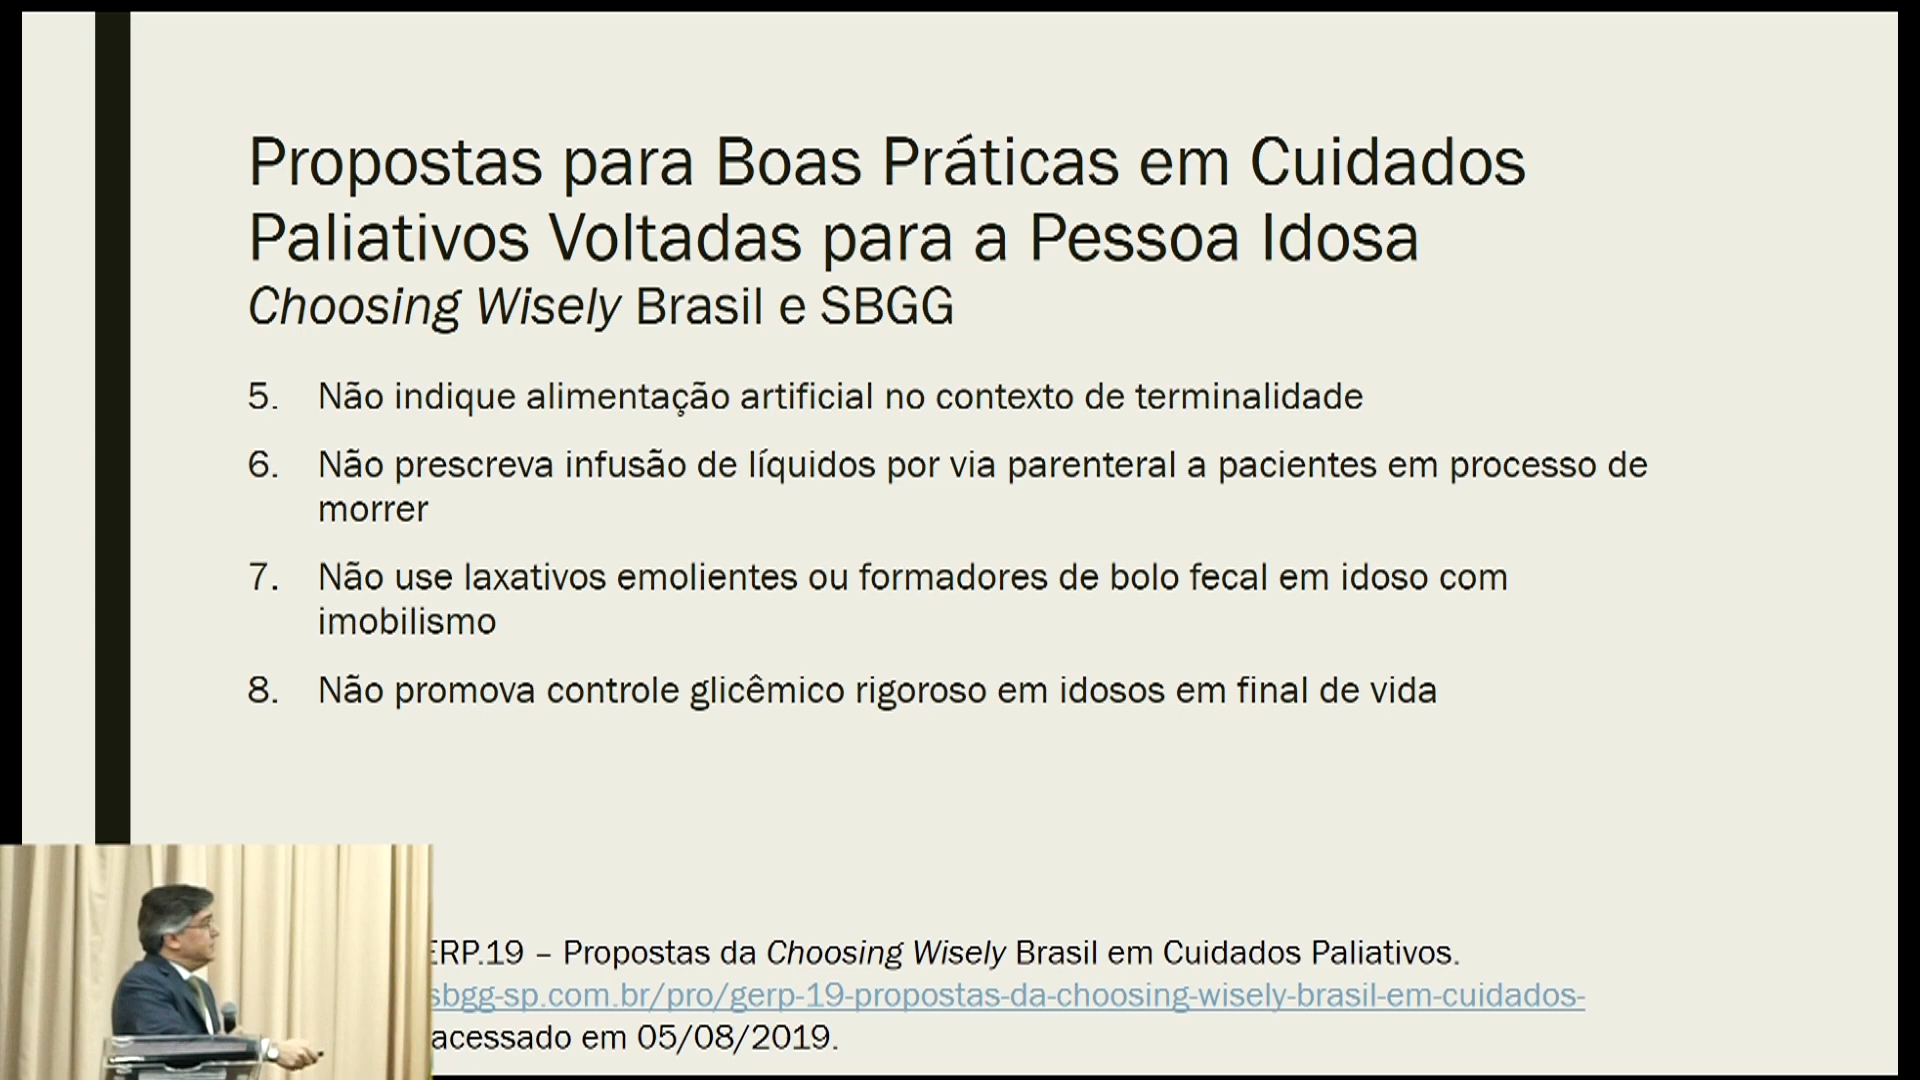 Propostas para Boas Práticas em Cuidados
Paliativos Voltadas para a Pessoa Idosa
Choosing Wisely Brasil e SBGG
5. Não indique alimentação artificial no contexto de terminalidade
6. Não prescreva infusão de líquidos por via parenteral a pacientes em processo de
morrer
7. Não use laxativos emolientes ou formadores de bolo fecal em idoso com
imobilismo
8. Não promova controle glicêmico rigoroso em idosos em final de vida
ERP.19 – Propostas da Choosing Wisely Brasil em Cuidados Paliativos.
sbgg-sp.com.br/pro/gerp-19-propostas-da-choosing-wisely-brasil-em-cuidados-
acessado em 05/08/2019.